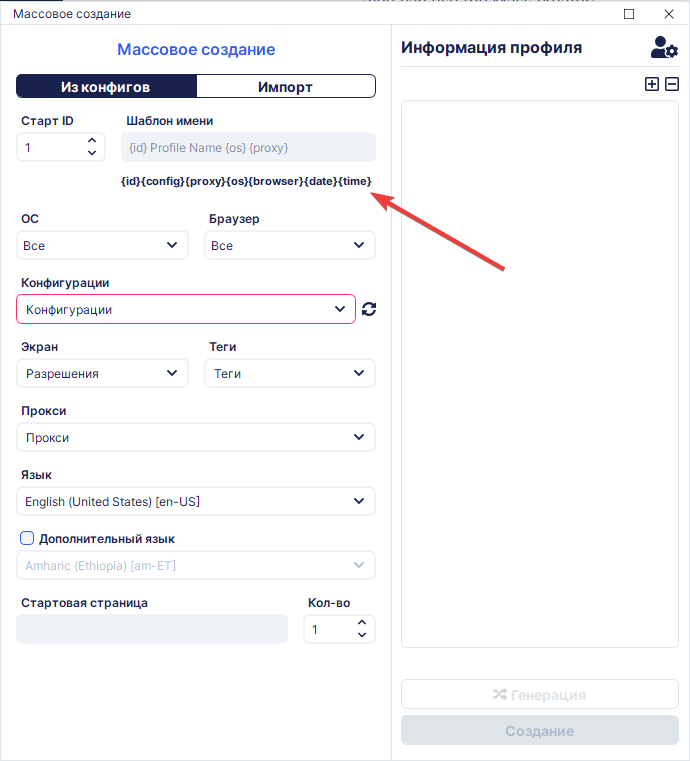 Массовое создание
Массовое создание
Из конфигов
Импорт
Старт ID
Шаблон имени
1
{id} Profile Name {os} {proxy}
{id}{config}{proxy}{os}{browser}{date}{time}
ОС
Браузер
Все
Все
Конфигурации
Конфигурации
Экран
Теги
Разрешения
Теги
Прокси
Прокси
Язык
English (United States) [en-US]
Дополнительный язык
Amharic (Ethiopia) [am-ET]
Стартовая страница
Кол-во
1
Информация профиля
Генерация
Создание